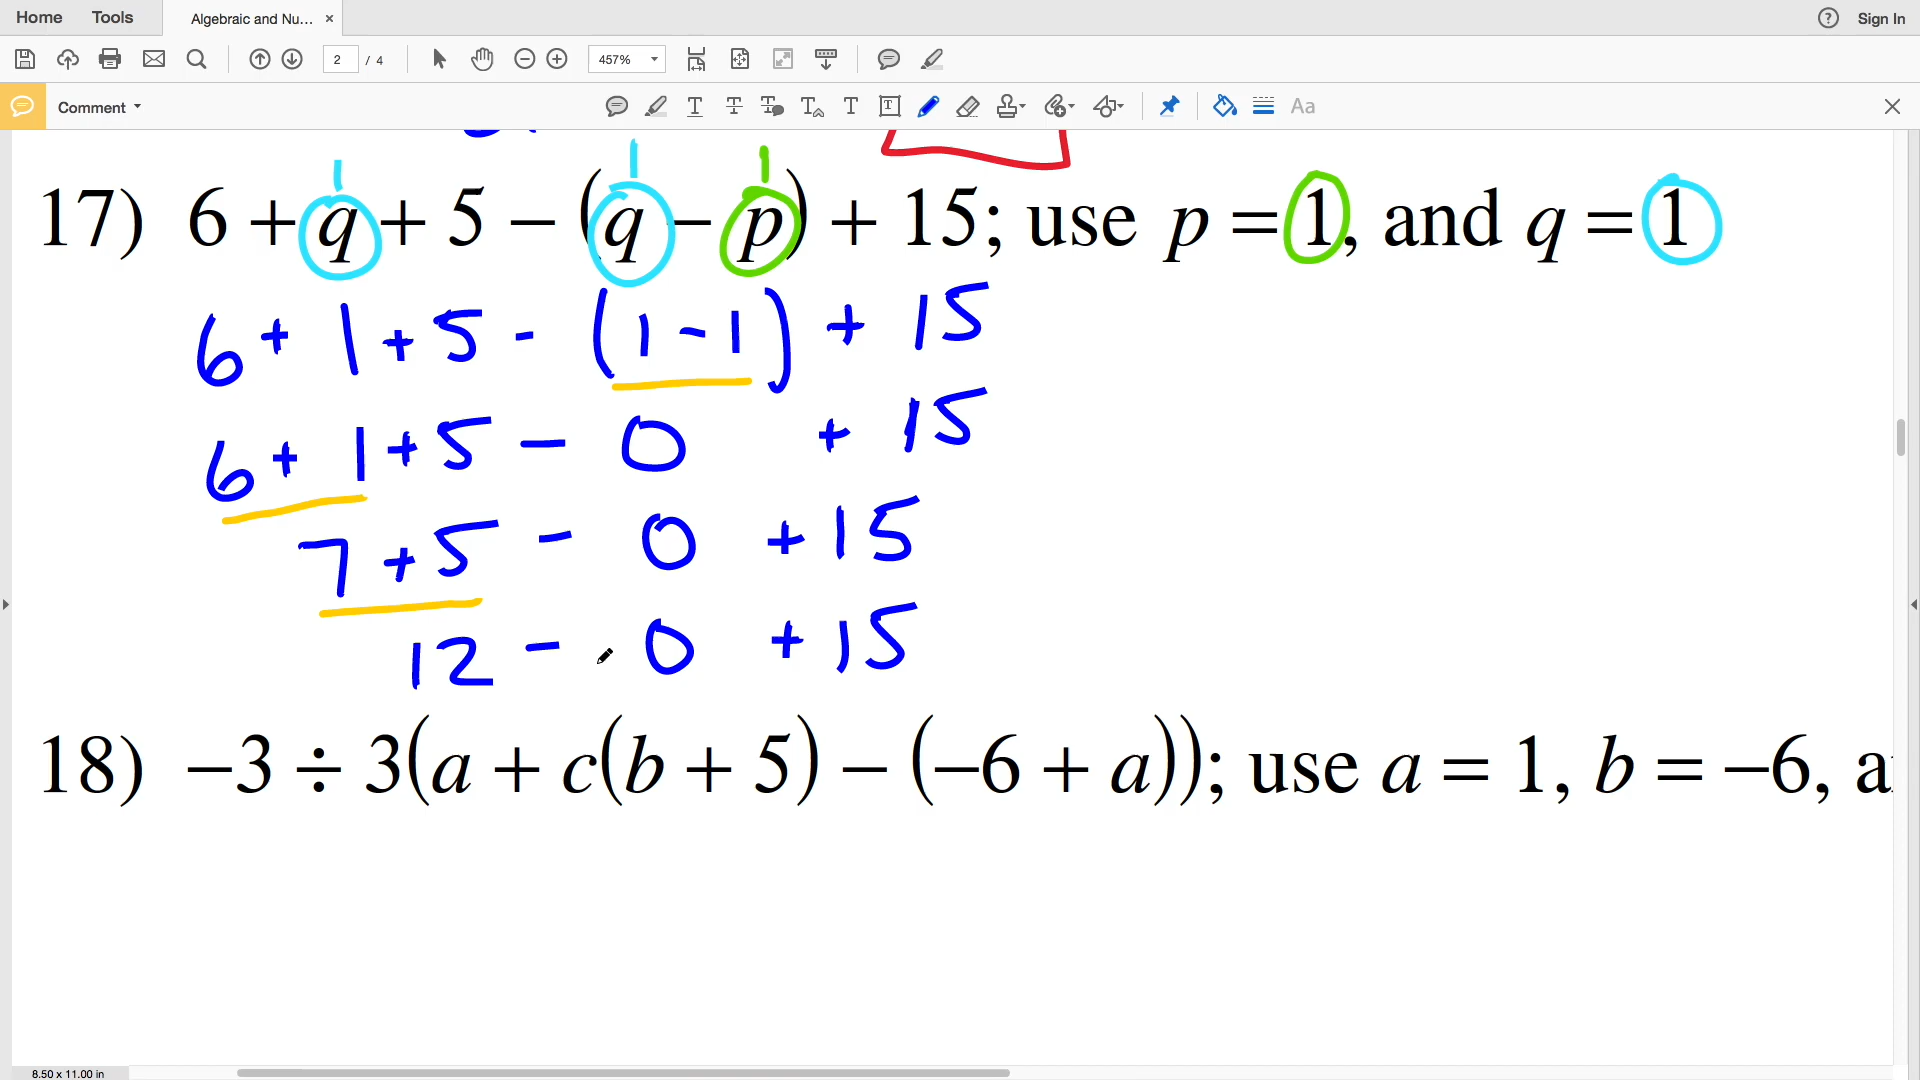 Home Tools Algebraic and Nu... × ? Sign In
2 / 4 457%
Comment T T T T T T Aa
1 1 1
17) 6 + q + 5 − (q − p) + 15; use p = 1, and q = 1
6 + 1 + 5 - (1 - 1) + 15
6 + 1 + 5 - 0 + 15
7 + 5 - 0 + 15
12 - 0 + 15
18) −3 ÷ 3(a + c(b + 5) − (−6 + a)); use a = 1, b = −6, a
8.50 x 11.00 in